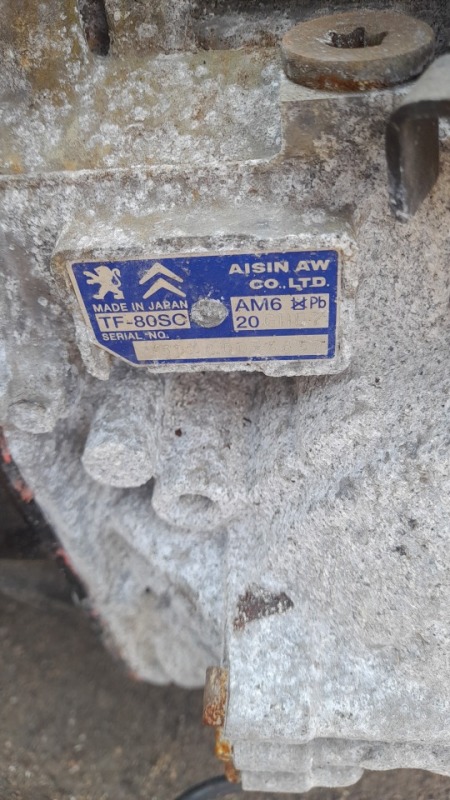 AISIN AW
CO.,LTD.
MADE IN JAPAN
TF-80SC
AM6 Pb
20
SERIAL NO.